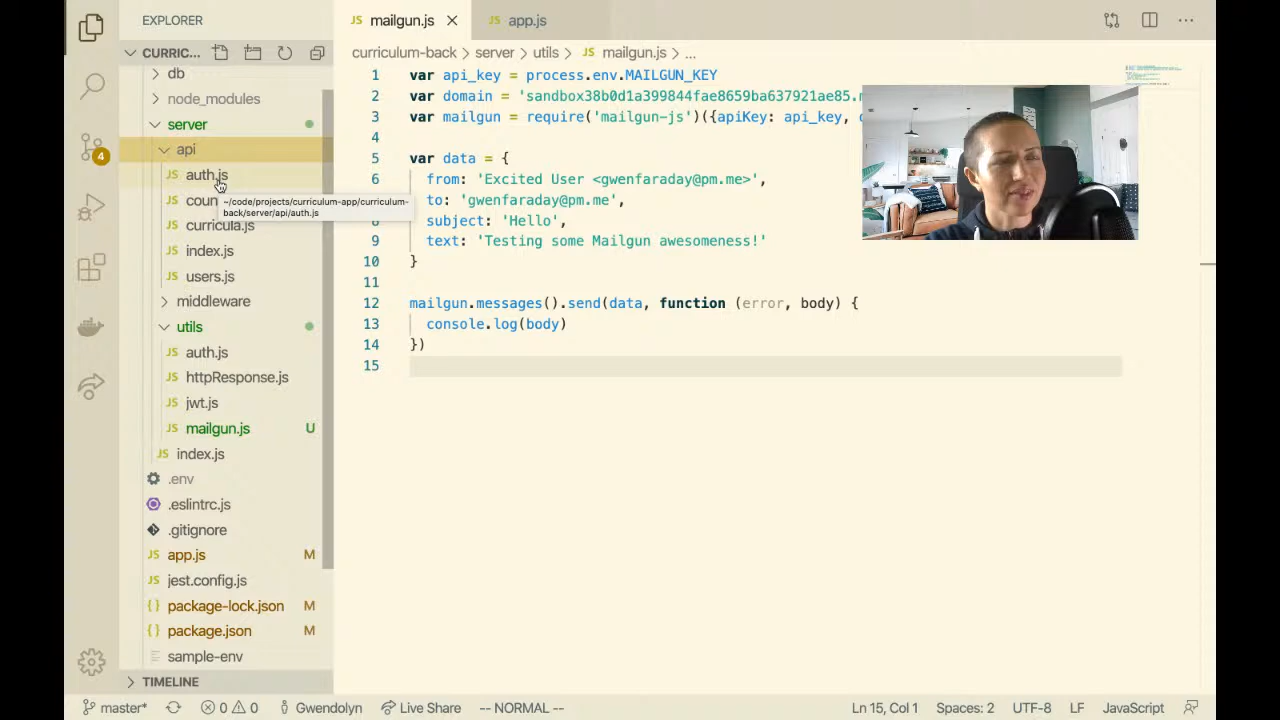 EXPLORER
CURRIC...
db
node_modules
server
api
auth.js
~/code/projects/curriculum-app/curriculum-
back/server/api/auth.js
coun
curricula.js
index.js
users.js
middleware
utils
auth.js
httpResponse.js
jwt.js
mailgun.js U
index.js
.env
.eslintrc.js
.gitignore
JS app.js M
jest.config.js
package-lock.json M
package.json M
sample-env
TIMELINE
4
JS mailgun.js
JS app.js
curriculum-back > server > utils > JS mailgun.js > ...
1 var api_key = process.env.MAILGUN_KEY
2 var domain = 'sandbox38b0d1a399844fae8659ba637921ae85.
3 var mailgun = require('mailgun-js')({apiKey: api_key,
4
5 var data = {
6 from: 'Excited User <gwenfaraday@pm.me>',
to: 'gwenfaraday@pm.me',
8 subject: 'Hello',
9 text: 'Testing some Mailgun awesomeness!'
10 }
11
12 mailgun.messages().send(data, function (error, body) {
13 console.log(body)
14 })
15
master* 0 0 Gwendolyn Live Share -- NORMAL -- Ln 15, Col 1 Spaces: 2 UTF-8 LF JavaScript